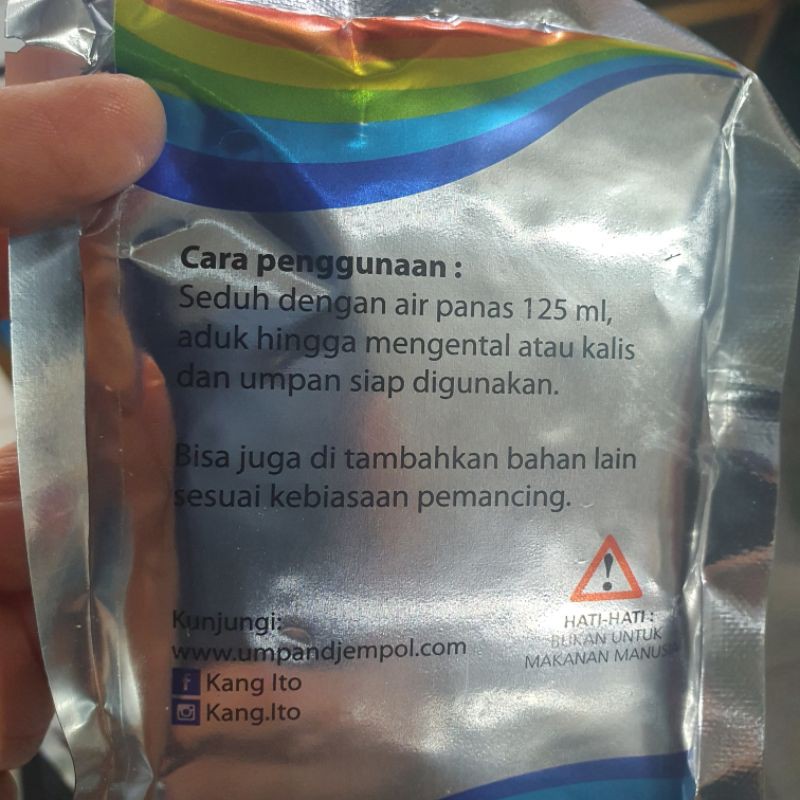 Cara penggunaan :
Seduh dengan air panas 125 ml,
aduk hingga mengental atau kalis
dan umpan siap digunakan.
Bisa juga di tambahkan bahan lain
sesuai kebiasaan pemancing.
HATI-HATI :
BUKAN UNTUK
MAKANAN MANUSIA
Kunjungi:
www.umpandjempol.com
Kang Ito
Kang.Ito